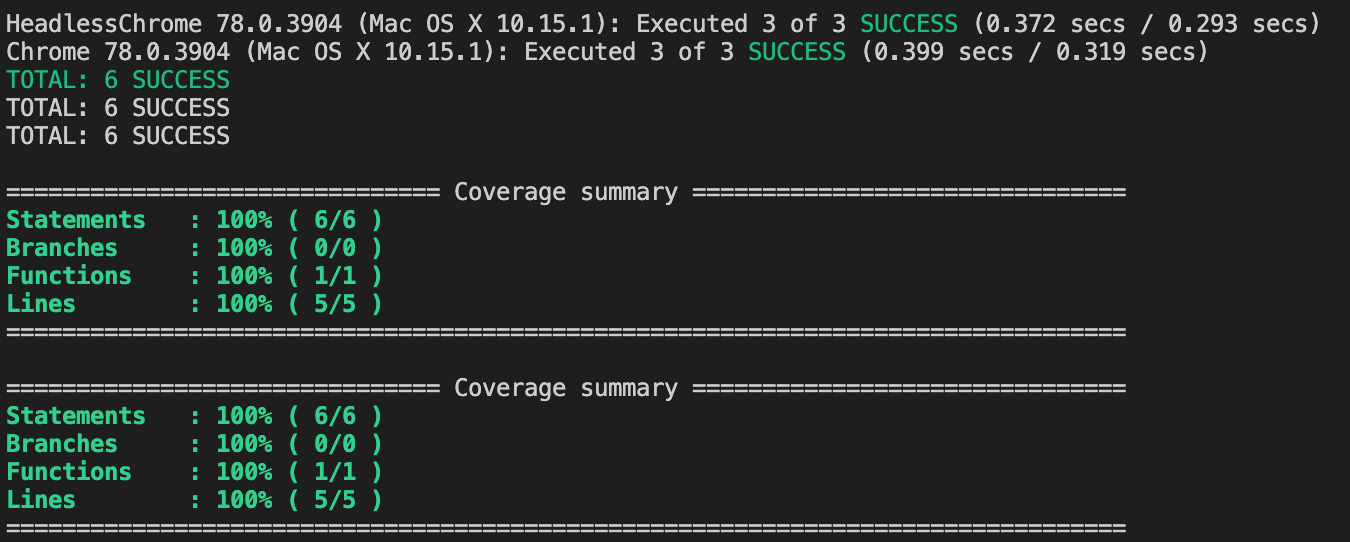 HeadlessChrome 78.0.3904 (Mac OS X 10.15.1): Executed 3 of 3 SUCCESS (0.372 secs / 0.293 secs)
Chrome 78.0.3904 (Mac OS X 10.15.1): Executed 3 of 3 SUCCESS (0.399 secs / 0.319 secs)
TOTAL: 6 SUCCESS
TOTAL: 6 SUCCESS
TOTAL: 6 SUCCESS
=============================== Coverage summary ===============================
Statements   : 100% ( 6/6 )
Branches     : 100% ( 0/0 )
Functions    : 100% ( 1/1 )
Lines        : 100% ( 5/5 )
================================================================================
=============================== Coverage summary ===============================
Statements   : 100% ( 6/6 )
Branches     : 100% ( 0/0 )
Functions    : 100% ( 1/1 )
Lines        : 100% ( 5/5 )
================================================================================